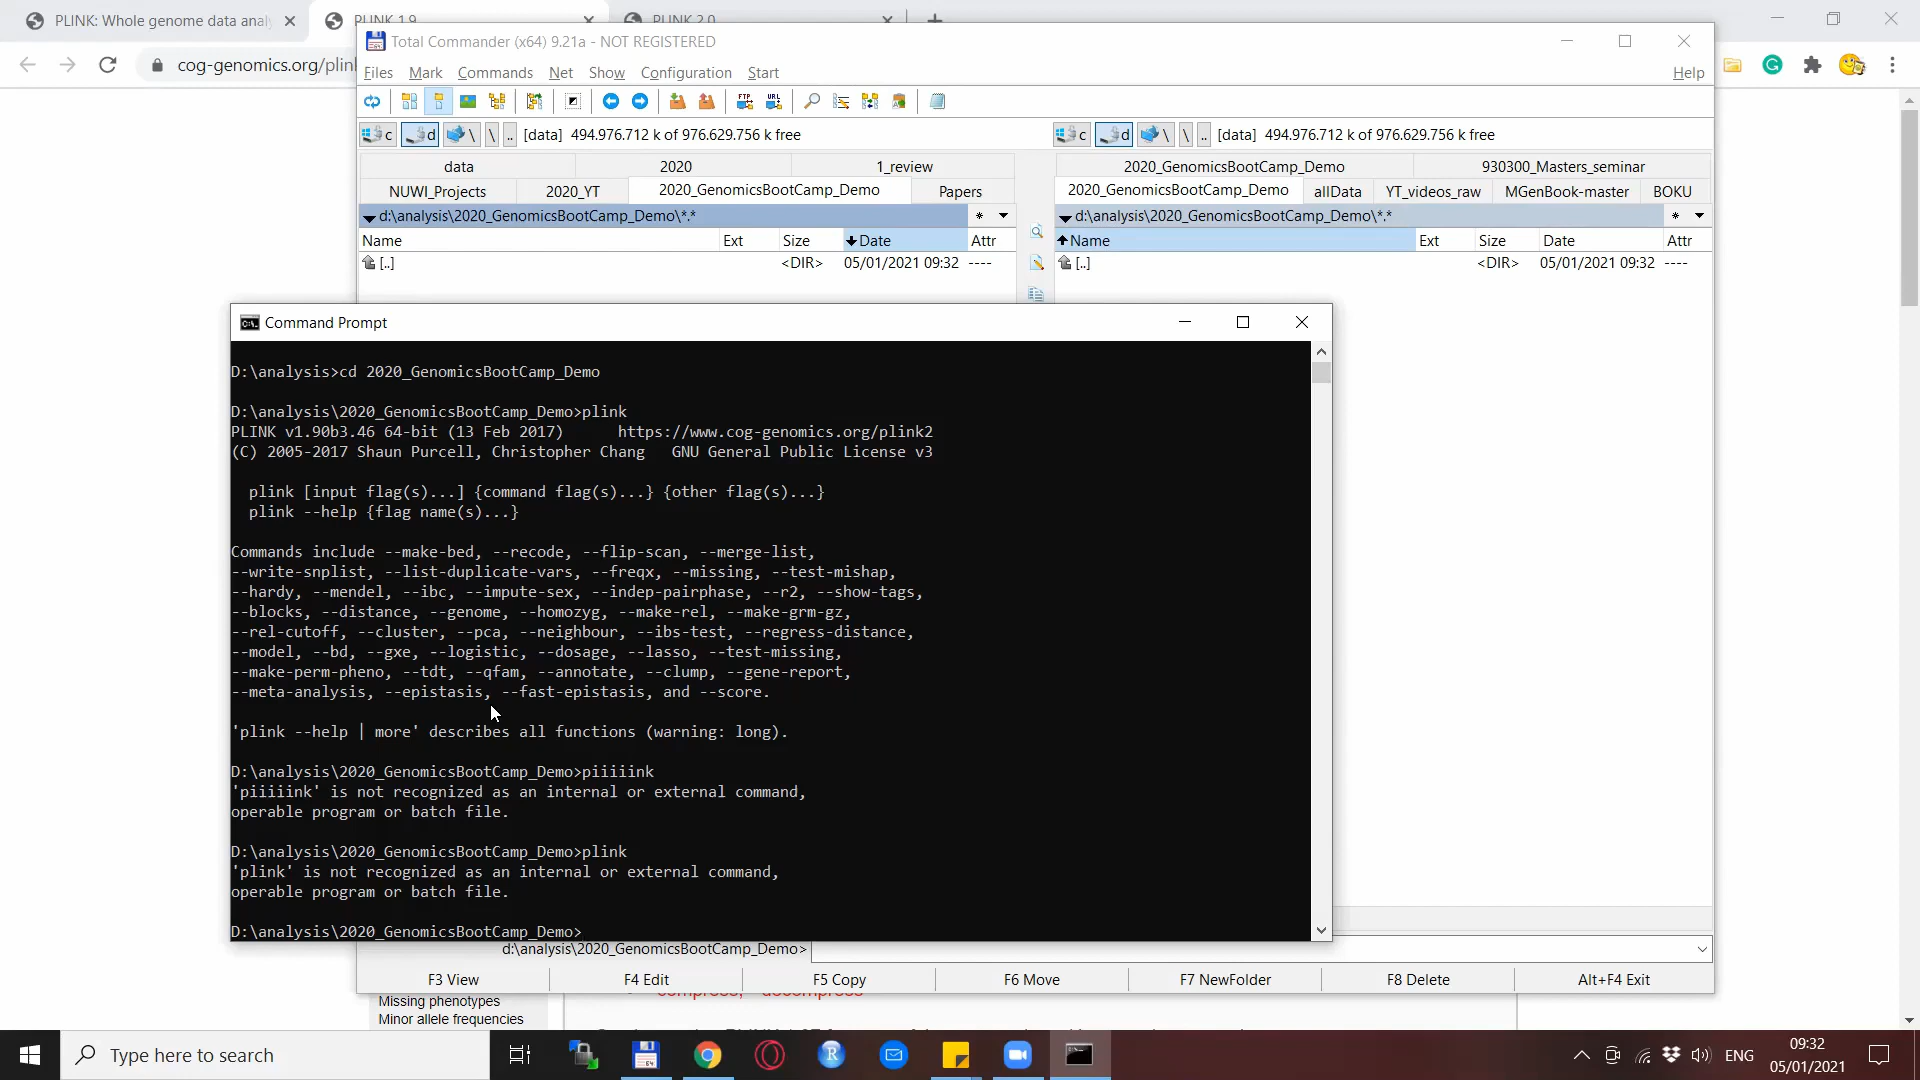 PLINK: Whole genome data anal
PLINK 1.9
PLINK 2.0
cog-genomics.org/plink
Total Commander (x64) 9.21a - NOT REGISTERED
Files Mark Commands Net Show Configuration Start Help
c d \ \ .. [data] 494.976.712 k of 976.629.756 k free
c d \ \ .. [data] 494.976.712 k of 976.629.756 k free
data 2020 1_review
2020_GenomicsBootCamp_Demo 930300_Masters_seminar
NUWI_Projects 2020_YT 2020_GenomicsBootCamp_Demo Papers
2020_GenomicsBootCamp_Demo allData YT_videos_raw MGenBook-master BOKU
d:\analysis\2020_GenomicsBootCamp_Demo\*.* *
d:\analysis\2020_GenomicsBootCamp_Demo\*.* *
Name Ext Size Date Attr
Name Ext Size Date Attr
[..] <DIR> 05/01/2021 09:32 ----
[..] <DIR> 05/01/2021 09:32 ----
Command Prompt
D:\analysis>cd 2020_GenomicsBootCamp_Demo
D:\analysis\2020_GenomicsBootCamp_Demo>plink
PLINK v1.90b3.46 64-bit (13 Feb 2017) https://www.cog-genomics.org/plink2
(C) 2005-2017 Shaun Purcell, Christopher Chang GNU General Public License v3
plink [input flag(s)...] {command flag(s)...} {other flag(s)...}
plink --help {flag name(s)...}
Commands include --make-bed, --recode, --flip-scan, --merge-list,
--write-snplist, --list-duplicate-vars, --freqx, --missing, --test-mishap,
--hardy, --mendel, --ibc, --impute-sex, --indep-pairphase, --r2, --show-tags,
--blocks, --distance, --genome, --homozyg, --make-rel, --make-grm-gz,
--rel-cutoff, --cluster, --pca, --neighbour, --ibs-test, --regress-distance,
--model, --bd, --gxe, --logistic, --dosage, --lasso, --test-missing,
--make-perm-pheno, --tdt, --qfam, --annotate, --clump, --gene-report,
--meta-analysis, --epistasis, --fast-epistasis, and --score.
'plink --help | more' describes all functions (warning: long).
D:\analysis\2020_GenomicsBootCamp_Demo>piiiiink
'piiiiink' is not recognized as an internal or external command,
operable program or batch file.
D:\analysis\2020_GenomicsBootCamp_Demo>plink
'plink' is not recognized as an internal or external command,
operable program or batch file.
D:\analysis\2020_GenomicsBootCamp_Demo>
d:\analysis\2020_GenomicsBootCamp_Demo>
F3 View F4 Edit F5 Copy F6 Move F7 NewFolder F8 Delete Alt+F4 Exit
Missing phenotypes
Minor allele frequencies
Type here to search
ENG
09:32
05/01/2021